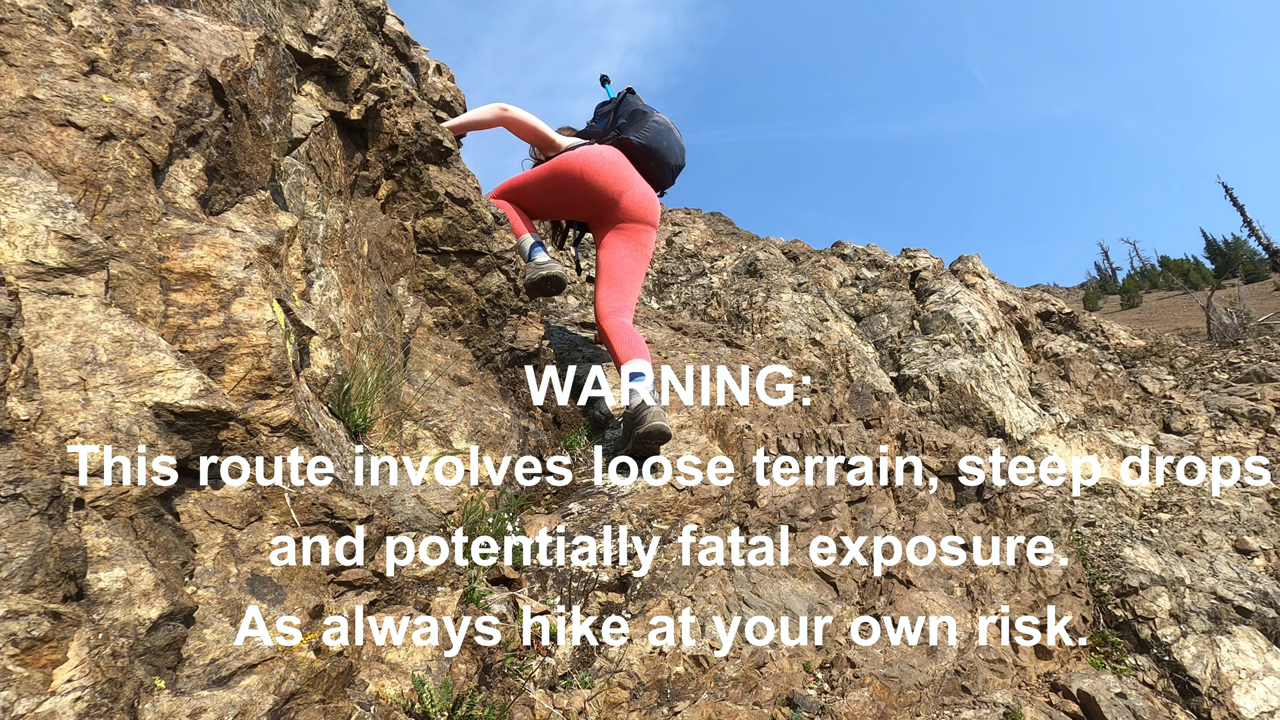 WARNING:
This route involves loose terrain, steep drops
and potentially fatal exposure.
As always hike at your own risk.